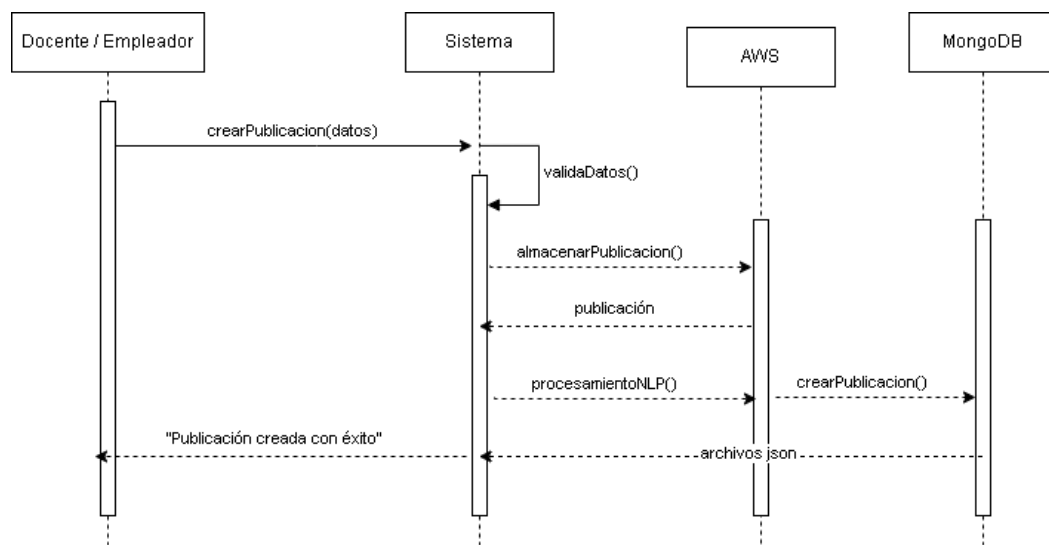 Docente / Empleador
Sistema
AWS
MongoDB
crearPublicacion(datos)
validaDatos()
almacenarPublicacion()
publicación
procesamientoNLP()
crearPublicacion()
"Publicación creada con éxito"
archivos json